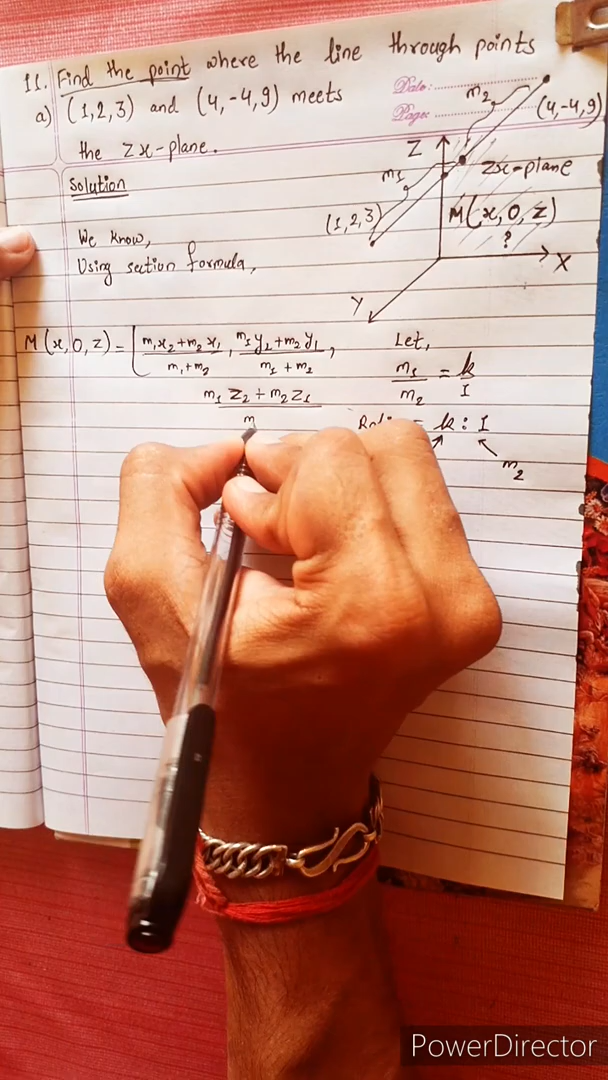 11. Find the point where the line through points
a) (1,2,3) and (4,-4,9) meets
the Zx-plane.
Date:
Page:
m2
(4,-4,9)
Z
Zx-plane
m1
(1,2,3)
M(x,0,z)
?
X
Y
Solution
We know,
Using section formula,
M(x,0,z) = [m1x2+m2x1/m1+m2, m1y2+m2y1/m1+m2,
m1z2+m2z1
m
Let,
m1/m2 = k/1
= k : 1
m2
PowerDirector